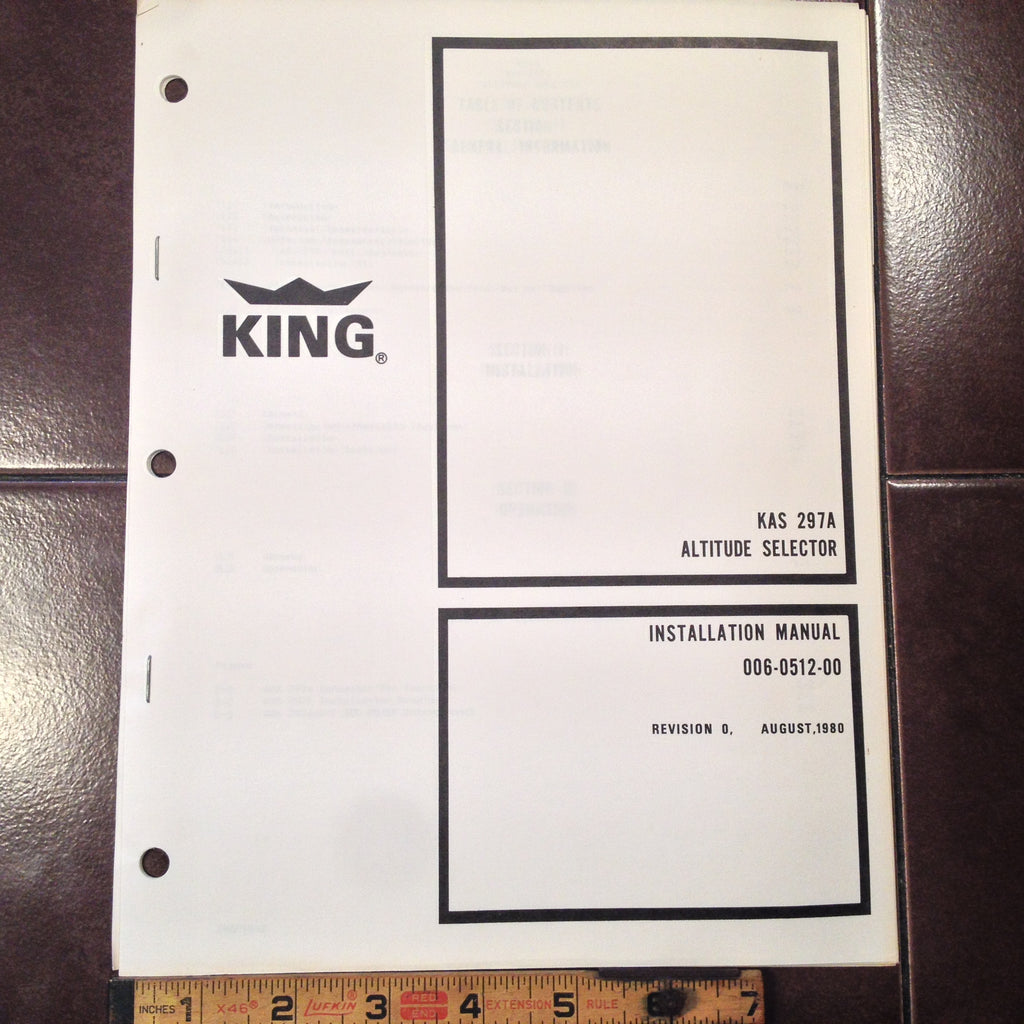 KING®
KAS 297A
ALTITUDE SELECTOR
INSTALLATION MANUAL
006-0512-00
REVISION 0, AUGUST,1980
INCHES 1 X46® 2 LUFKIN® 3 RED END 4 EXTENSION 5 RULE 6 7